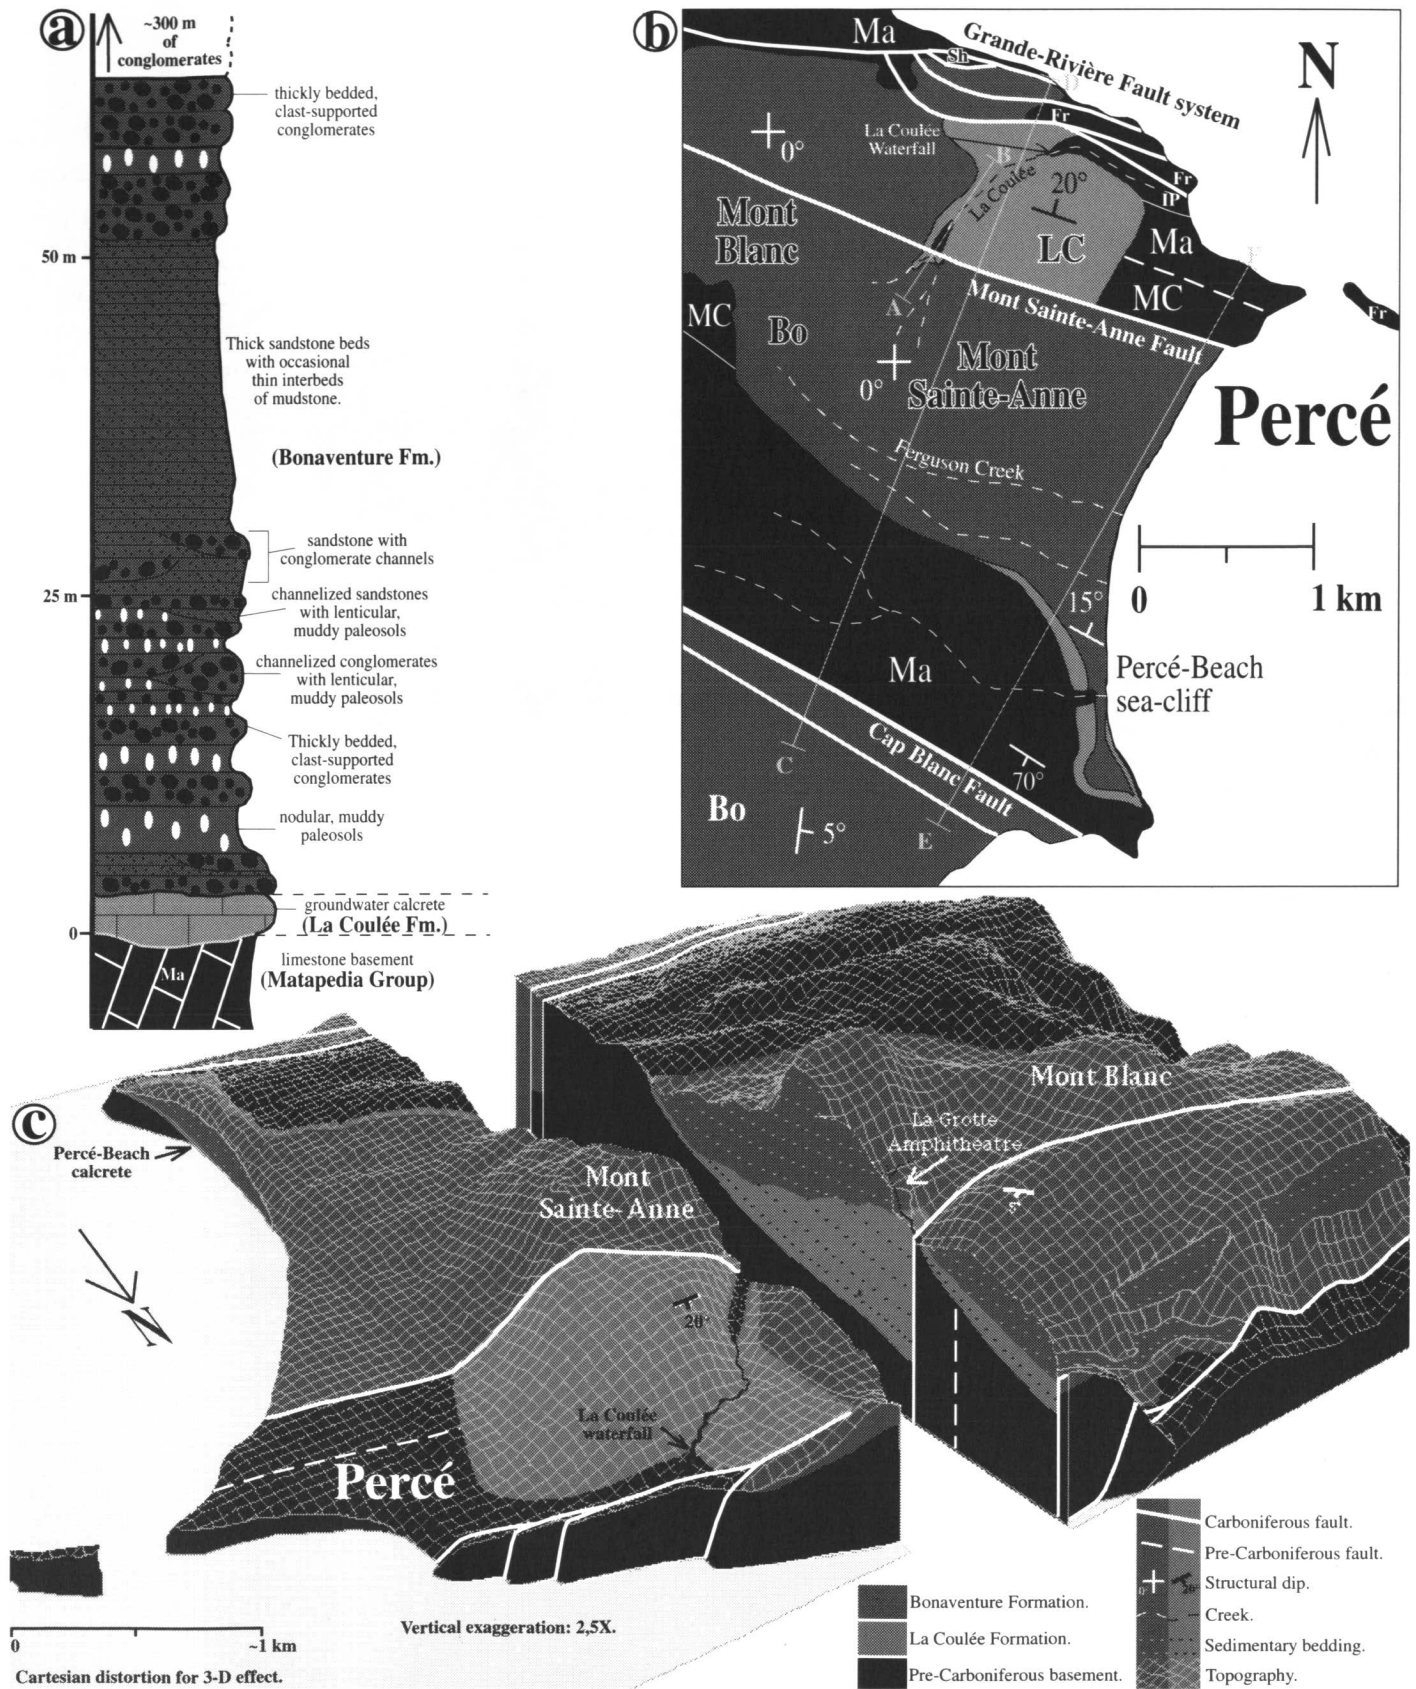 a
~300 m
of
conglomerates
thickly bedded,
clast-supported
conglomerates
50 m
Thick sandstone beds
with occasional
thin interbeds
of mudstone.
(Bonaventure Fm.)
sandstone with
conglomerate channels
25 m
channelized sandstones
with lenticular,
muddy paleosols
channelized conglomerates
with lenticular,
muddy paleosols
Thickly bedded,
clast-supported
conglomerates
nodular, muddy
paleosols
groundwater calcrete
(La Coulée Fm.)
0
limestone basement
(Matapedia Group)
Ma
b
Ma
Sh
Grande-Rivière Fault system
N
D
Fr
La Coulée
Waterfall
0°
B
La Coulée
20°
Fr
IP
Mont
Blanc
LC
Ma
F
MC
Mont Sainte-Anne Fault
Fr
A
MC
Bo
Mont
Sainte-Anne
0°
Percé
Ferguson Creek
0
1 km
15°
Ma
Percé-Beach
sea-cliff
Cap Blanc Fault
70°
C
Bo
5°
E
c
Percé-Beach
calcrete
Mont
Sainte-Anne
Mont Blanc
La Grotte
Amphithéatre
N
20°
La Coulée
waterfall
Percé
0
~1 km
Vertical exaggeration: 2,5X.
Cartesian distortion for 3-D effect.
Bonaventure Formation.
La Coulée Formation.
Pre-Carboniferous basement.
Carboniferous fault.
Pre-Carboniferous fault.
0°
Structural dip.
Creek.
Sedimentary bedding.
Topography.